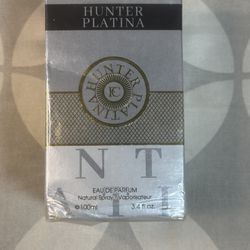 HUNTER
PLATINA
HUNTER
PLATINA
NT
EAU DE PARFUM
Natural Spray Vaporisateur
100ml 3.4 fl.oz.